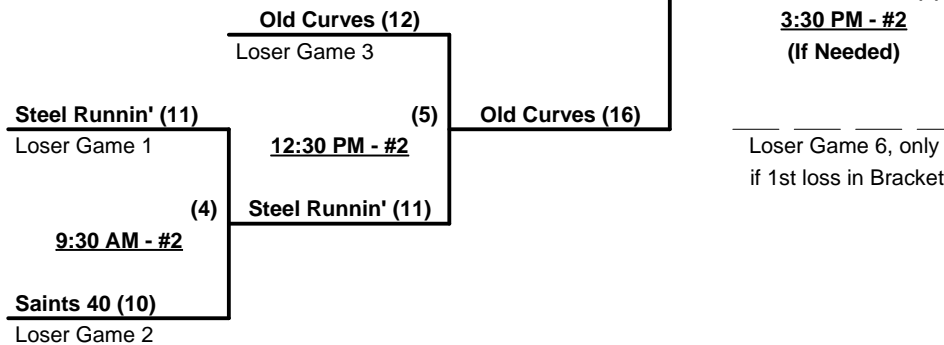 Old Curves (12)
Loser Game 3
3:30 PM - #2
(If Needed)
Steel Runnin' (11)
Loser Game 1
(5)
12:30 PM - #2
Old Curves (16)
Loser Game 6, only
if 1st loss in Bracket
(4)
9:30 AM - #2
Steel Runnin' (11)
Saints 40 (10)
Loser Game 2